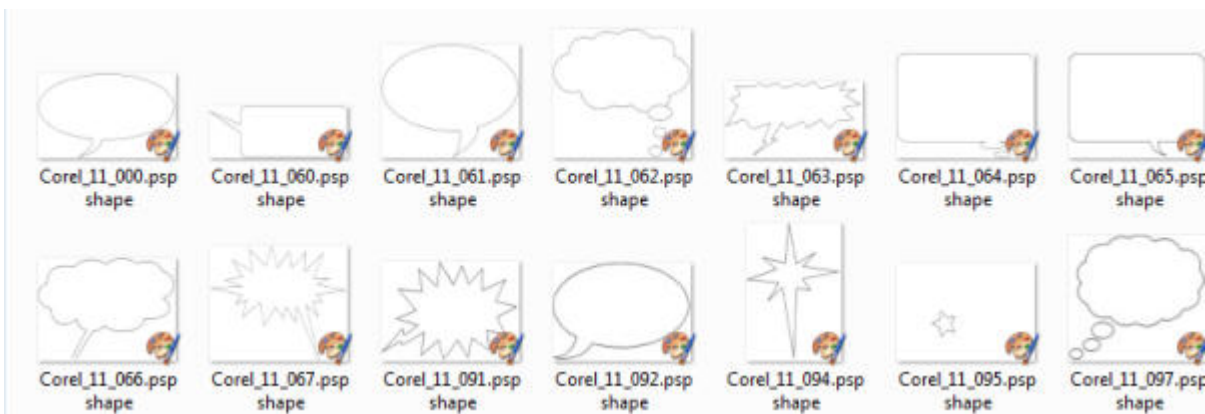 Corel_11_000.psp Corel_11_060.psp Corel_11_061.psp Corel_11_062.psp Corel_11_063.psp Corel_11_064.psp Corel_11_065.psp
shape shape shape shape shape shape shape
Corel_11_066.psp Corel_11_067.psp Corel_11_091.psp Corel_11_092.psp Corel_11_094.psp Corel_11_095.psp Corel_11_097.psp
shape shape shape shape shape shape shape